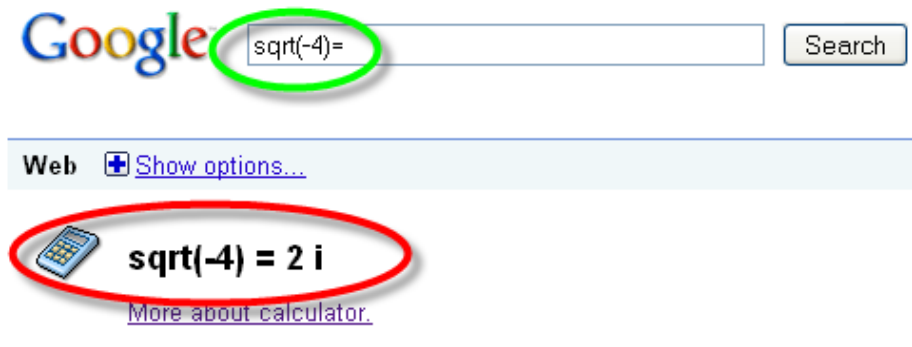 Google sqrt(-4)= Search
Web Show options...
sqrt(-4) = 2 i
More about calculator.